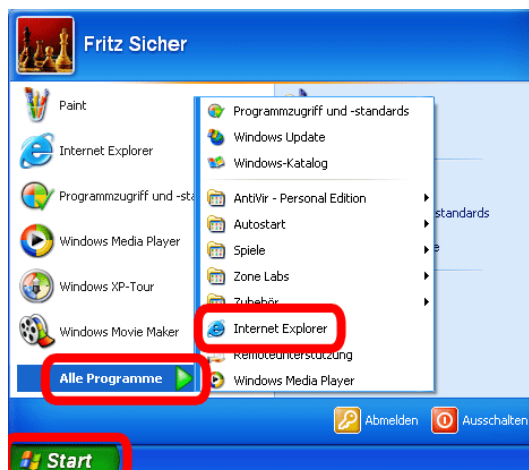 Fritz Sicher
Paint
Internet Explorer
Programmzugriff und -sta
Windows Media Player
Windows XP-Tour
Windows Movie Maker
Alle Programme
Programmzugriff und -standards
Windows Update
Windows-Katalog
AntiVir - Personal Edition
Autostart
Spiele
Zone Labs
Zubehör
Internet Explorer
Remoteunterstützung
Windows Media Player
standards
Abmelden
Ausschalten
Start